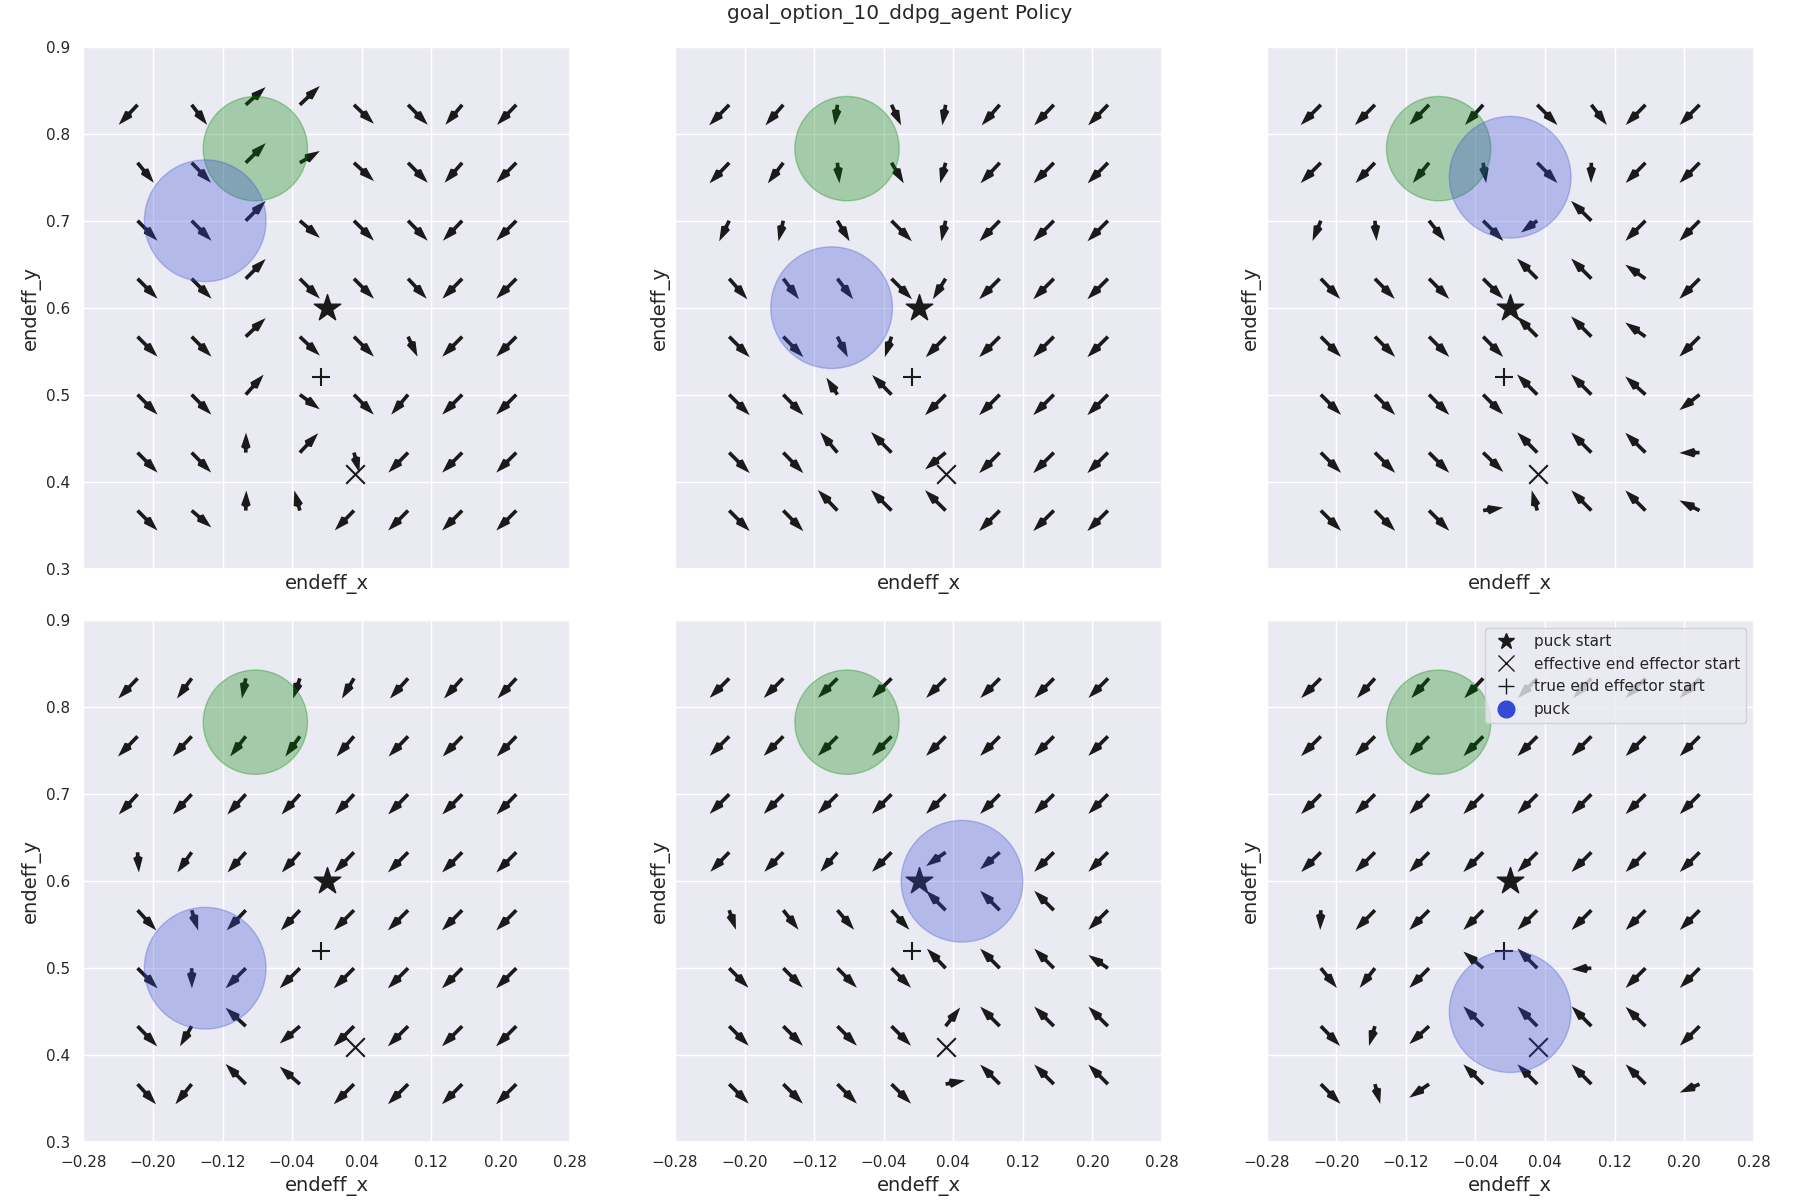 goal_option_10_ddpg_agent Policy
0.9
0.8
0.7
0.6
0.5
0.4
0.3
endeff_y
endeff_x
endeff_y
endeff_x
endeff_y
endeff_x
0.9
0.8
0.7
0.6
0.5
0.4
0.3
endeff_y
−0.28 −0.20 −0.12 −0.04 0.04 0.12 0.20 0.28
endeff_x
endeff_y
−0.28 −0.20 −0.12 −0.04 0.04 0.12 0.20 0.28
endeff_x
puck start
effective end effector start
true end effector start
puck
endeff_y
−0.28 −0.20 −0.12 −0.04 0.04 0.12 0.20 0.28
endeff_x